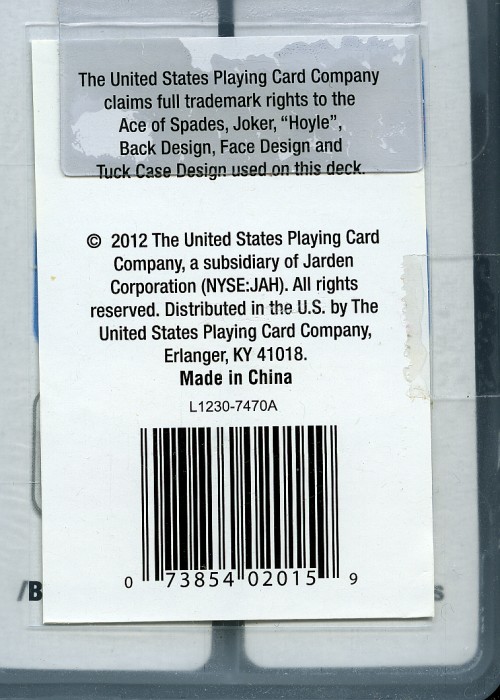 The United States Playing Card Company
claims full trademark rights to the
Ace of Spades, Joker, “Hoyle”,
Back Design, Face Design and
Tuck Case Design used on this deck.
© 2012 The United States Playing Card
Company, a subsidiary of Jarden
Corporation (NYSE:JAH). All rights
reserved. Distributed in the U.S. by The
United States Playing Card Company,
Erlanger, KY 41018.
Made in China
L1230-7470A
0 73854 02015 9
/B
s